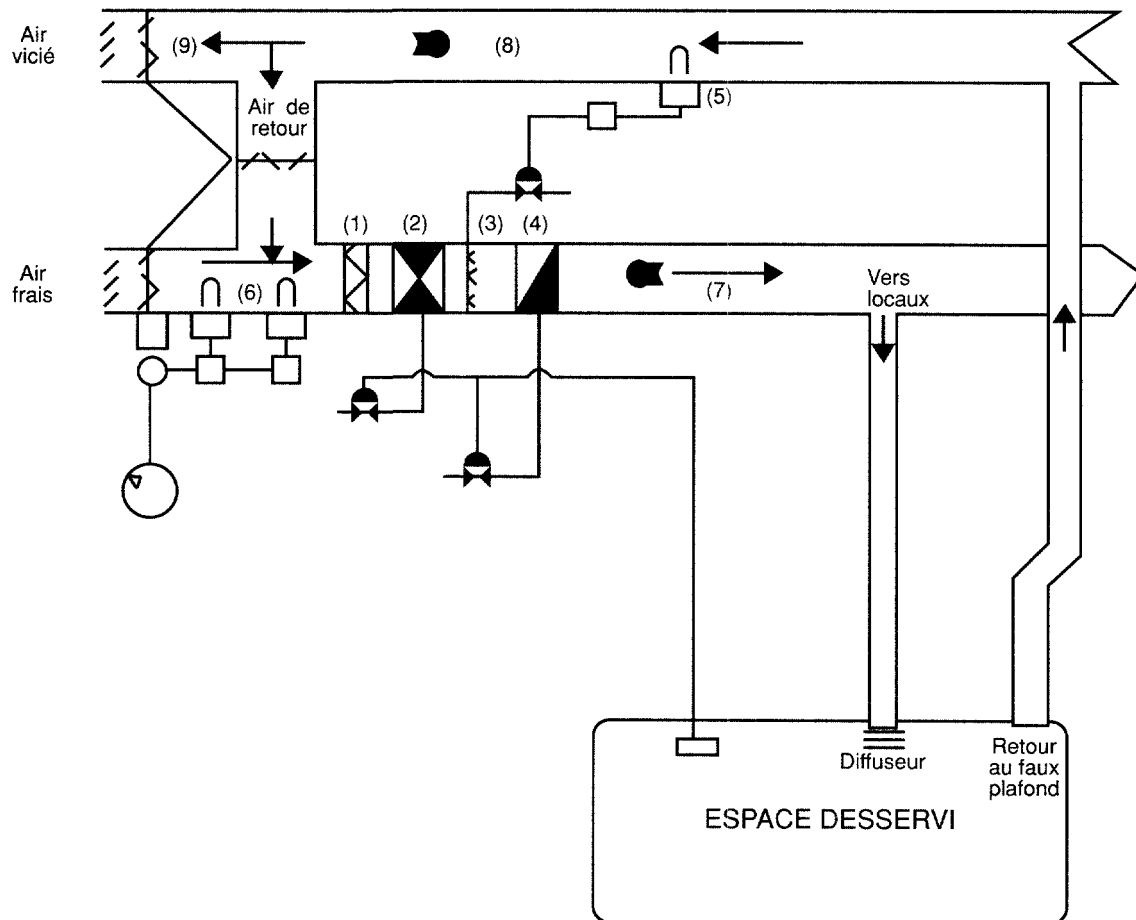 Air
vicié
(9)
(8)
(5)
Air de
retour
(1)
(2)
(3)
(4)
Air
frais
(6)
(7)
Vers
locaux
Diffuseur
Retour
au faux
plafond
ESPACE DESSERVI